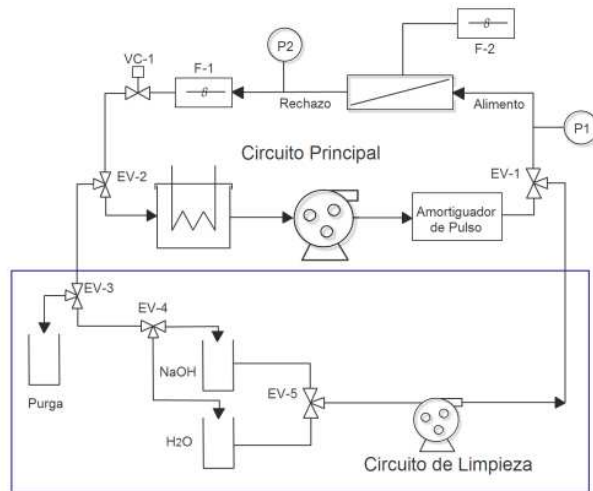 P2
F-2
VC-1
F-1
Rechazo
Alimento
P1
Circuito Principal
EV-2
EV-1
Amortiguador
de Pulso
EV-3
EV-4
NaOH
EV-5
Purga
H2O
Circuito de Limpieza